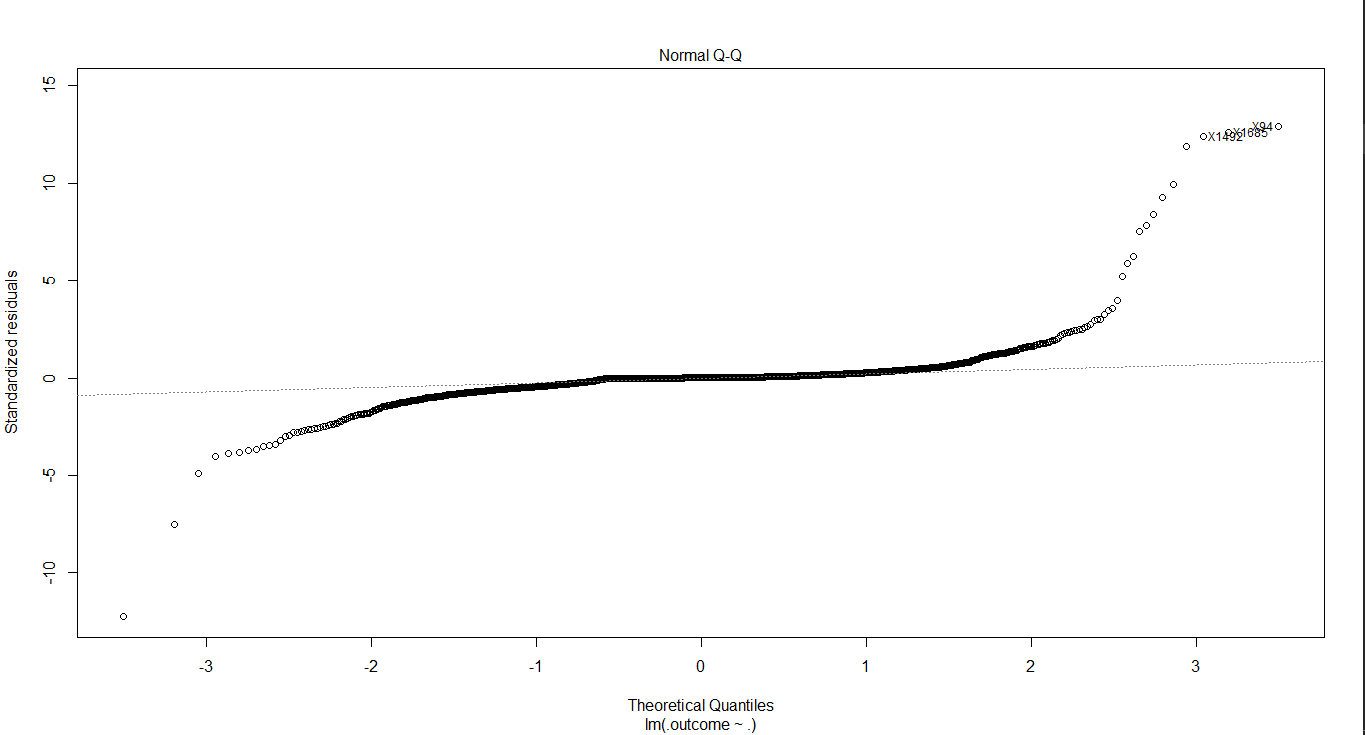 Normal Q-Q
15
10
5
0
-5
-10
Standardized residuals
X94
X1685
X1492
-3 -2 -1 0 1 2 3
Theoretical Quantiles
lm(.outcome ~ .)